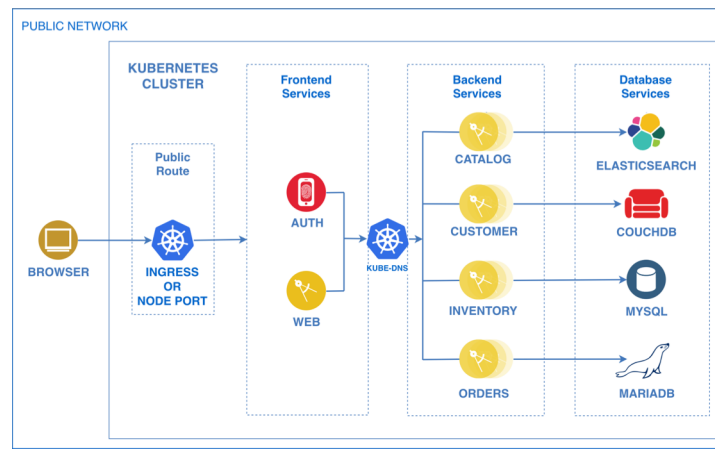 PUBLIC NETWORK
KUBERNETES
CLUSTER
Frontend
Services
Backend
Services
Database
Services
Public
Route
CATALOG
ELASTICSEARCH
AUTH
CUSTOMER
COUCHDB
KUBE-DNS
BROWSER
INGRESS
OR
NODE PORT
WEB
INVENTORY
MYSQL
ORDERS
MARIADB